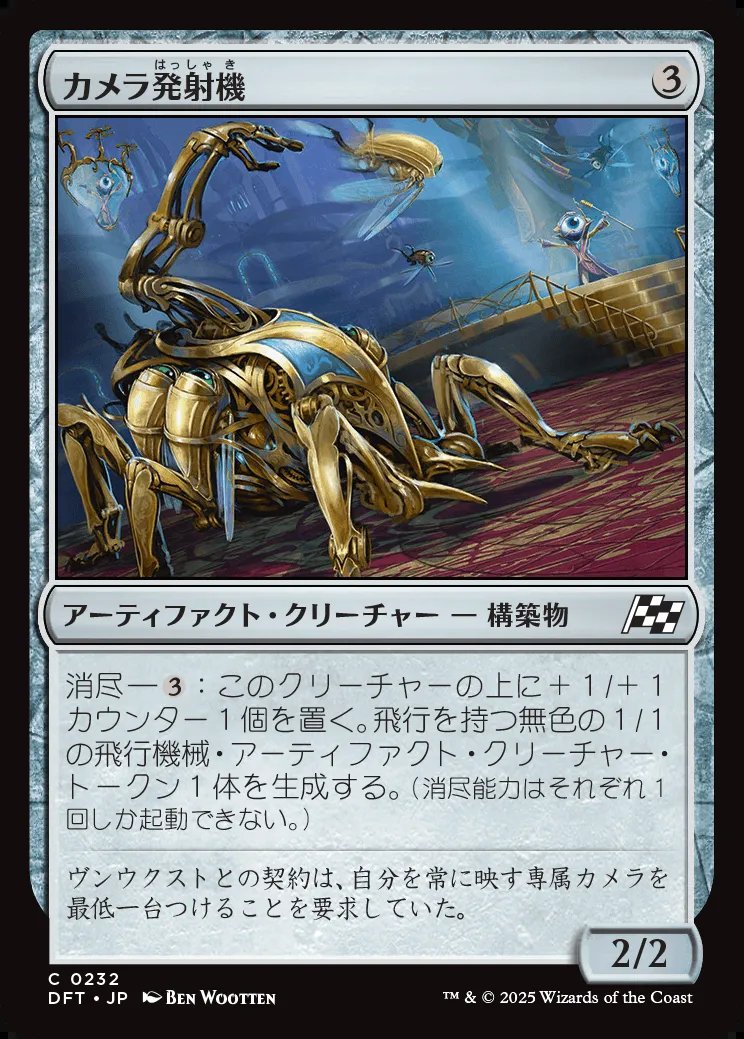 はっしゃ き
カメラ発射機
3
アーティファクト・クリーチャー — 構築物
消尽—3：このクリーチャーの上に＋１/＋１
カウンター１個を置く。飛行を持つ無色の１/１
の飛行機械・アーティファクト・クリーチャー・
トークン１体を生成する。（消尽能力はそれぞれ１
回しか起動できない。）
ヴンウクストとの契約は、自分を常に映す専属カメラを
最低一台つけることを要求していた。
2/2
C 0232
DFT • JP BEN WOOTTEN
™ & © 2025 Wizards of the Coast